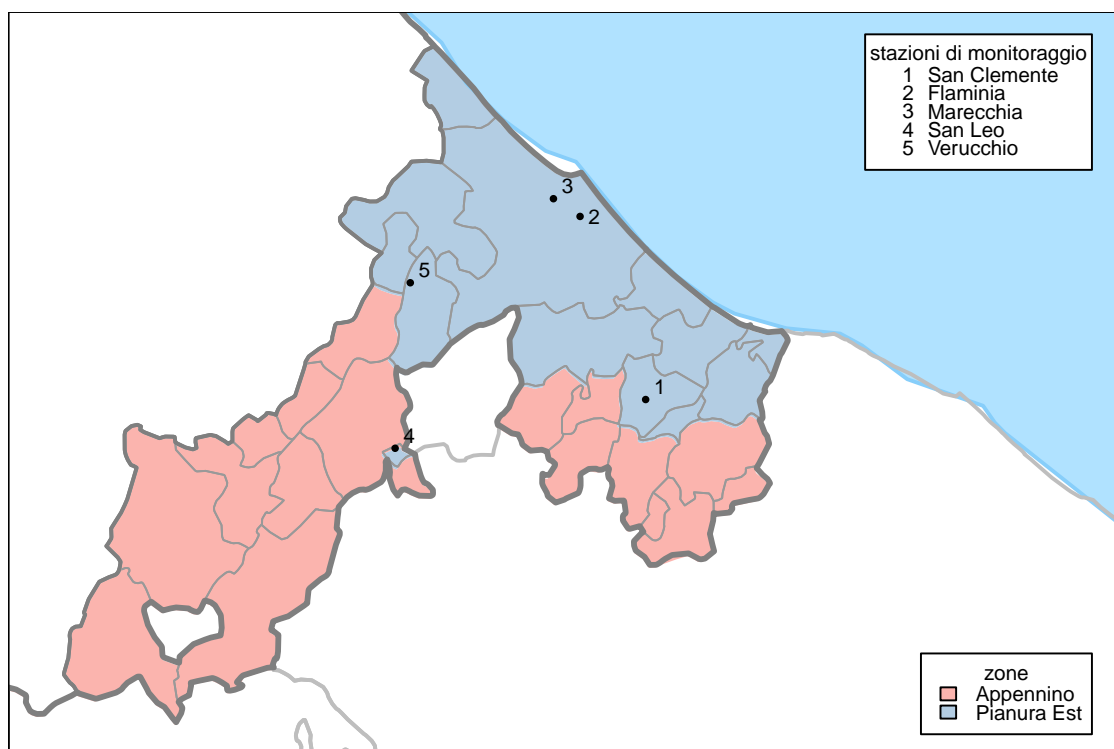 stazioni di monitoraggio
1 San Clemente
2 Flaminia
3 Marecchia
4 San Leo
5 Verucchio
3
2
5
1
4
zone
Appennino
Pianura Est